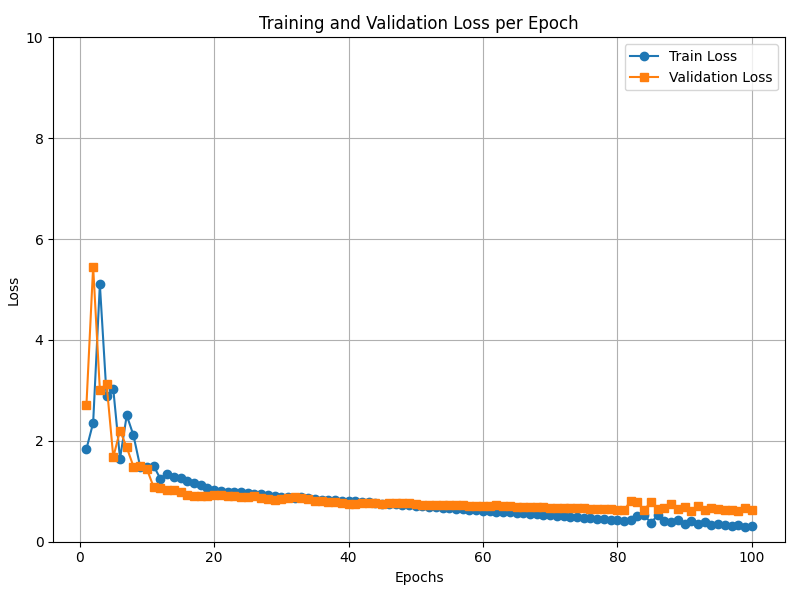 Training and Validation Loss per Epoch
Train Loss
Validation Loss
10
8
6
4
2
0
Loss
0 20 40 60 80 100
Epochs